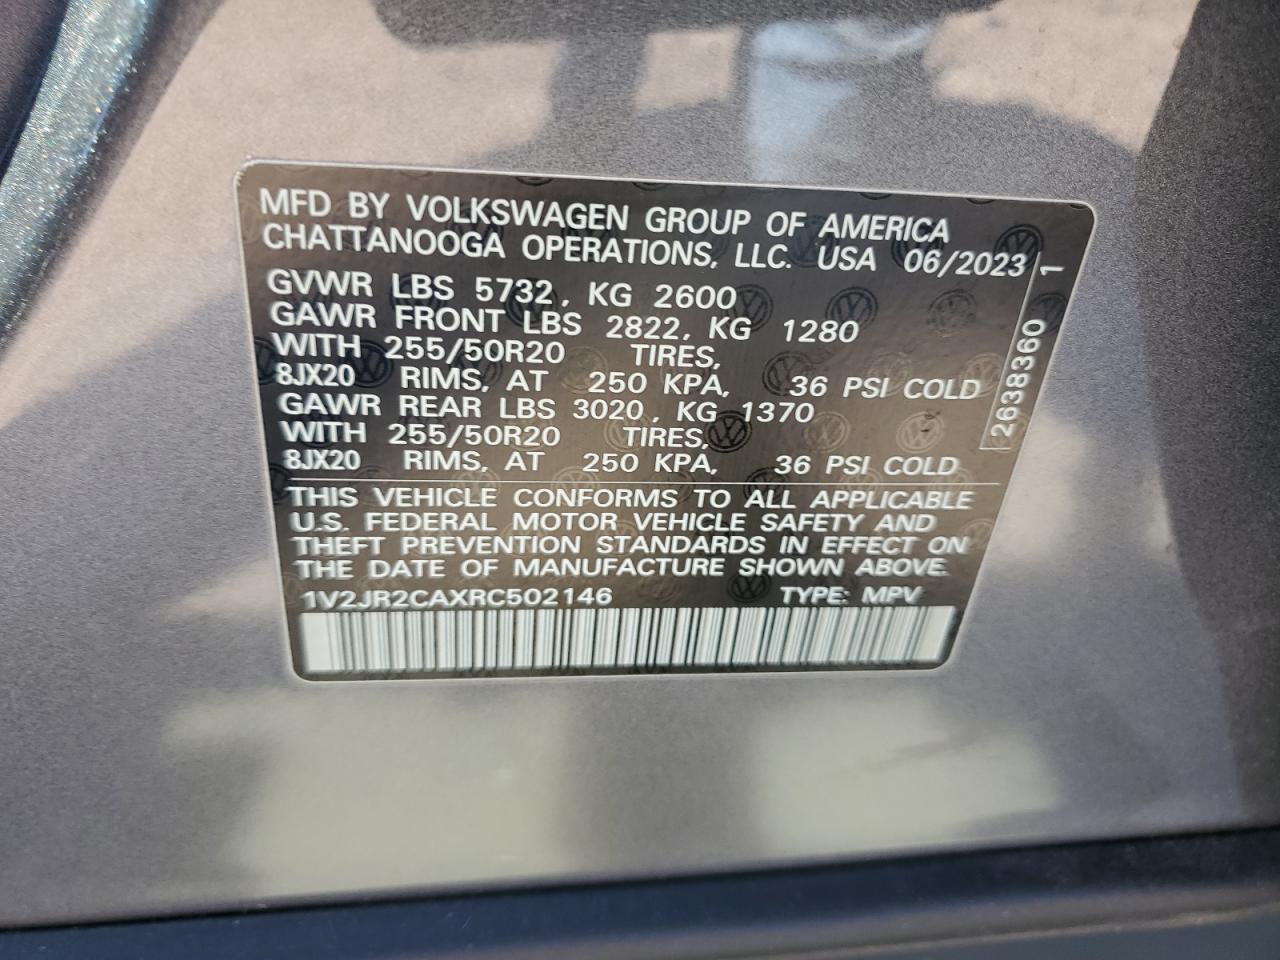 MFD BY VOLKSWAGEN GROUP OF AMERICA
CHATTANOOGA OPERATIONS, LLC. USA 06/2023
GVWR LBS 5732, KG 2600
GAWR FRONT LBS 2822, KG 1280
WITH 255/50R20 TIRES,
8JX20 RIMS, AT 250 KPA, 36 PSI COLD
GAWR REAR LBS 3020, KG 1370
WITH 255/50R20 TIRES,
8JX20 RIMS, AT 250 KPA, 36 PSI COLD
2638360 1
THIS VEHICLE CONFORMS TO ALL APPLICABLE
U.S. FEDERAL MOTOR VEHICLE SAFETY AND
THEFT PREVENTION STANDARDS IN EFFECT ON
THE DATE OF MANUFACTURE SHOWN ABOVE.
1V2JR2CAXRC502146 TYPE: MPV